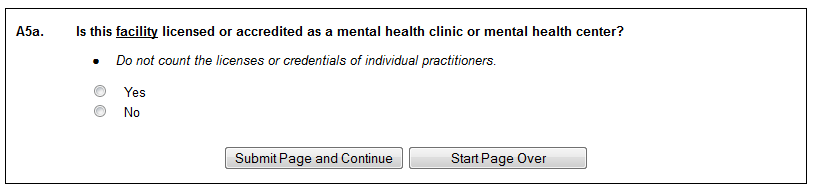 A5a. Is this facility licensed or accredited as a mental health clinic or mental health center?
• Do not count the licenses or credentials of individual practitioners.
Yes
No
Submit Page and Continue Start Page Over